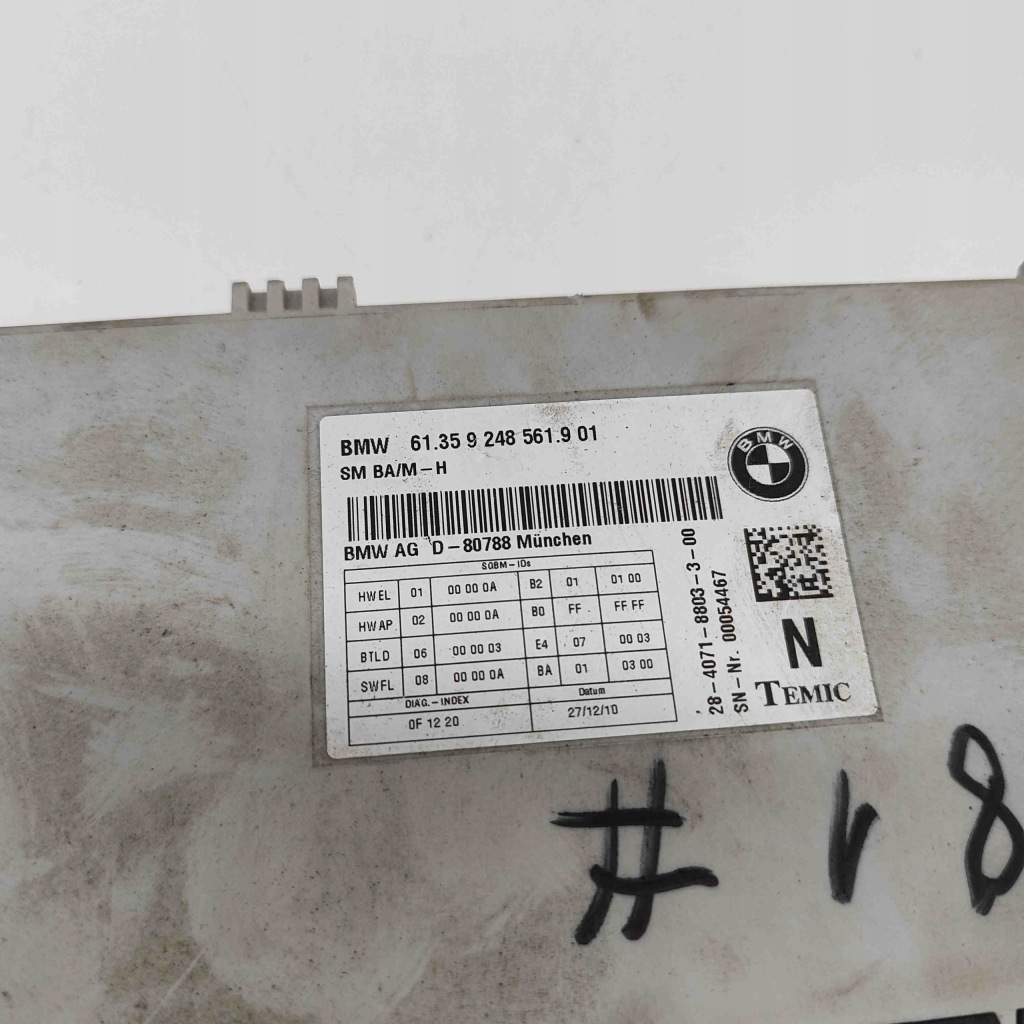 BMW 61.35 9 248 561.9 01
SM BA/M-H
BMW
BMW AG D-80788 München
SGBM-IDs
HWEL 01 00 00 0A B2 01 01 00
HWAP 02 00 00 0A B0 FF FF FF
BTLD 06 00 00 03 E4 07 00 03
SWFL 08 00 00 0A BA 01 03 00
DIAG.-INDEX Datum
0F 12 20 27/12/10
28-4071-8803-3-00
SN-Nr. 00054467
N
TEMIC
# 18